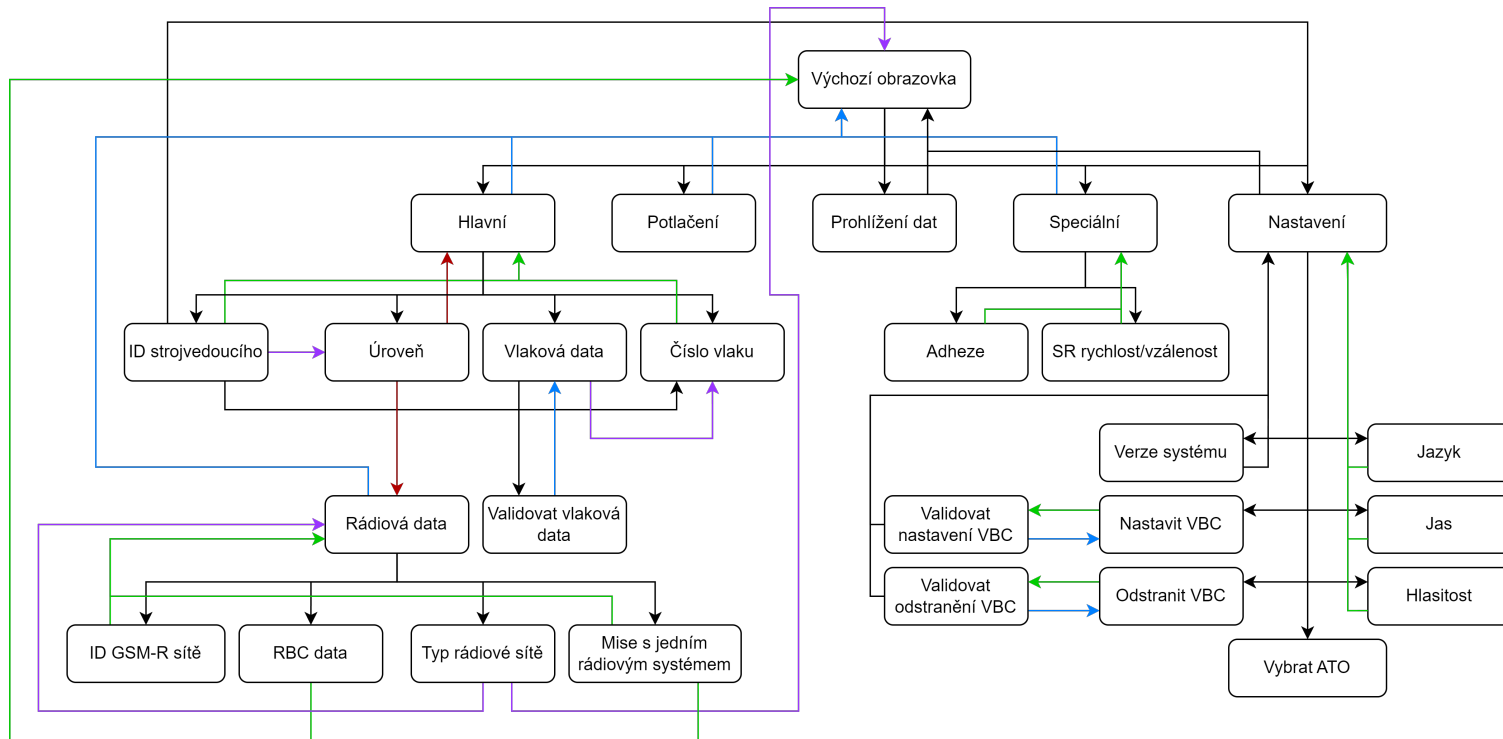 Výchozí obrazovka
Hlavní
Potlačení
Prohlížení dat
Speciální
Nastavení
ID strojvedoucího
Úroveň
Vlaková data
Číslo vlaku
Adheze
SR rychlost/vzálenost
Verze systému
Jazyk
Rádiová data
Validovat vlaková
data
Validovat
nastavení VBC
Nastavit VBC
Jas
Validovat
odstranění VBC
Odstranit VBC
Hlasitost
ID GSM-R sítě
RBC data
Typ rádiové sítě
Mise s jedním
rádiovým systémem
Vybrat ATO